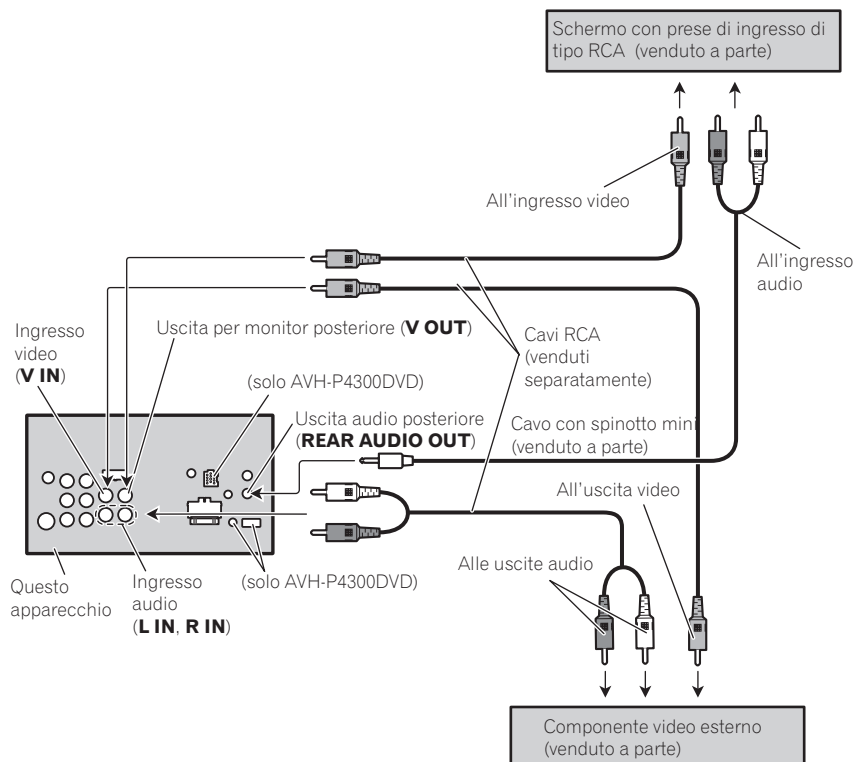 Schermo con prese di ingresso di
tipo RCA (venduto a parte)
All'ingresso video
All'ingresso
audio
Ingresso
video
(V IN)
Uscita per monitor posteriore (V OUT)
(solo AVH-P4300DVD)
Cavi RCA
(venduti
separatamente)
Uscita audio posteriore
(REAR AUDIO OUT)
Cavo con spinotto mini
(venduto a parte)
All'uscita video
Alle uscite audio
Questo
apparecchio
Ingresso
audio
(L IN, R IN)
(solo AVH-P4300DVD)
Componente video esterno
(venduto a parte)